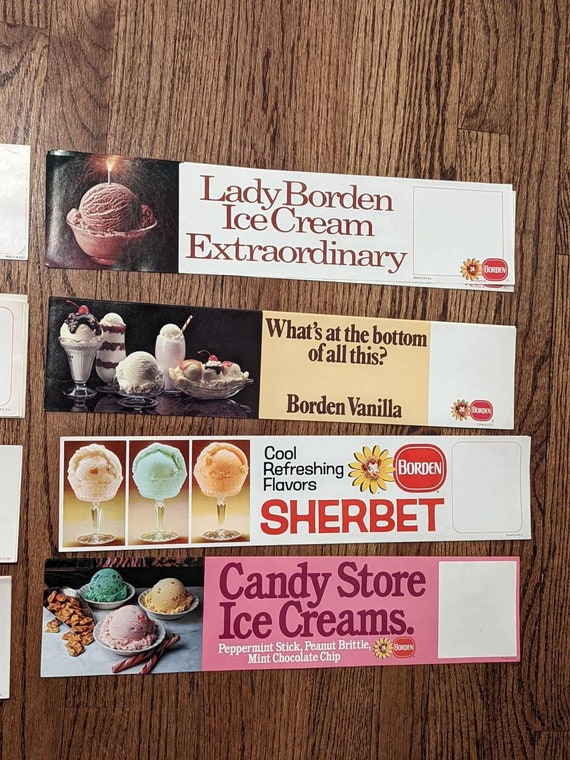 Lady Borden
Ice Cream
Extraordinary
BORDEN
What's at the bottom
of all this?
Borden Vanilla
BORDEN
Cool
Refreshing
Flavors
BORDEN
SHERBET
Candy Store
Ice Creams.
Peppermint Stick, Peanut Brittle,
Mint Chocolate Chip
BORDEN